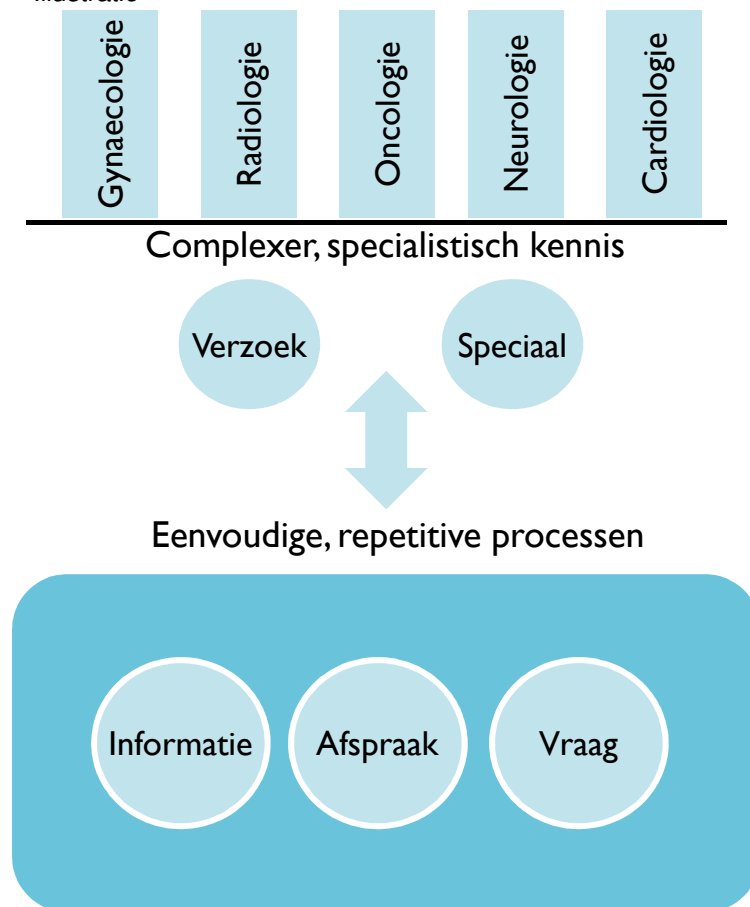 Gynaecologie
Radiologie
Oncologie
Neurologie
Cardiologie
Complexer, specialistisch kennis
Verzoek
Speciaal
Eenvoudige, repetitive processen
Informatie
Afspraak
Vraag